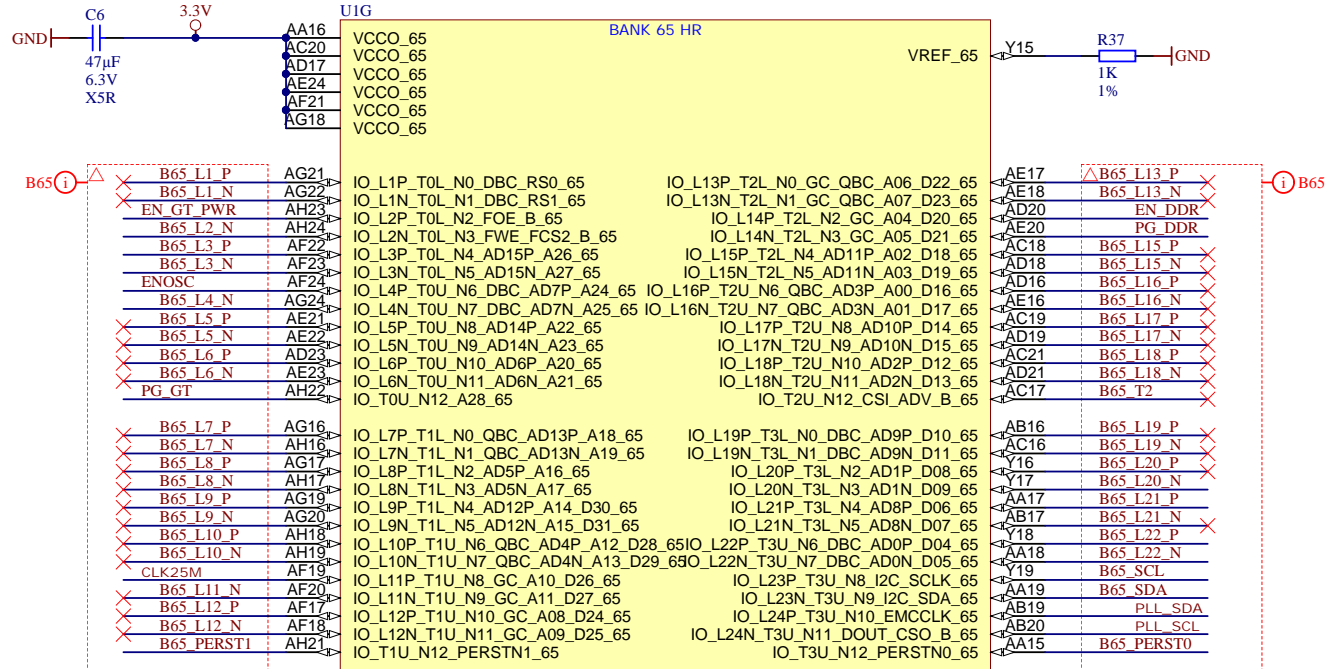 3.3V
U1G
C6
GND
47µF
6.3V
X5R
BANK 65 HR
AA16 VCCO_65
AC20 VCCO_65
AD17 VCCO_65
AE24 VCCO_65
AF21 VCCO_65
AG18 VCCO_65
VREF_65 Y15
R37
1K
1%
GND
B65 i
i B65
B65_L1_P AG21 IO_L1P_T0L_N0_DBC_RS0_65 IO_L13P_T2L_N0_GC_QBC_A06_D22_65 AE17 B65_L13_P
B65_L1_N AG22 IO_L1N_T0L_N1_DBC_RS1_65 IO_L13N_T2L_N1_GC_QBC_A07_D23_65 AE18 B65_L13_N
EN_GT_PWR AH23 IO_L2P_T0L_N2_FOE_B_65 IO_L14P_T2L_N2_GC_A04_D20_65 AD20 EN_DDR
B65_L2_N AH24 IO_L2N_T0L_N3_FWE_FCS2_B_65 IO_L14N_T2L_N3_GC_A05_D21_65 AE20 PG_DDR
B65_L3_P AF22 IO_L3P_T0L_N4_AD15P_A26_65 IO_L15P_T2L_N4_AD11P_A02_D18_65 AC18 B65_L15_P
B65_L3_N AF23 IO_L3N_T0L_N5_AD15N_A27_65 IO_L15N_T2L_N5_AD11N_A03_D19_65 AD18 B65_L15_N
ENOSC AF24 IO_L4P_T0U_N6_DBC_AD7P_A24_65 IO_L16P_T2U_N6_QBC_AD3P_A00_D16_65 AD16 B65_L16_P
B65_L4_N AG24 IO_L4N_T0U_N7_DBC_AD7N_A25_65 IO_L16N_T2U_N7_QBC_AD3N_A01_D17_65 AE16 B65_L16_N
B65_L5_P AE21 IO_L5P_T0U_N8_AD14P_A22_65 IO_L17P_T2U_N8_AD10P_D14_65 AC19 B65_L17_P
B65_L5_N AE22 IO_L5N_T0U_N9_AD14N_A23_65 IO_L17N_T2U_N9_AD10N_D15_65 AD19 B65_L17_N
B65_L6_P AD23 IO_L6P_T0U_N10_AD6P_A20_65 IO_L18P_T2U_N10_AD2P_D12_65 AC21 B65_L18_P
B65_L6_N AE23 IO_L6N_T0U_N11_AD6N_A21_65 IO_L18N_T2U_N11_AD2N_D13_65 AD21 B65_L18_N
PG_GT AH22 IO_T0U_N12_A28_65 IO_T2U_N12_CSI_ADV_B_65 AC17 B65_T2
B65_L7_P AG16 IO_L7P_T1L_N0_QBC_AD13P_A18_65 IO_L19P_T3L_N0_DBC_AD9P_D10_65 AB16 B65_L19_P
B65_L7_N AH16 IO_L7N_T1L_N1_QBC_AD13N_A19_65 IO_L19N_T3L_N1_DBC_AD9N_D11_65 AC16 B65_L19_N
B65_L8_P AG17 IO_L8P_T1L_N2_AD5P_A16_65 IO_L20P_T3L_N2_AD1P_D08_65 Y16 B65_L20_P
B65_L8_N AH17 IO_L8N_T1L_N3_AD5N_A17_65 IO_L20N_T3L_N3_AD1N_D09_65 Y17 B65_L20_N
B65_L9_P AG19 IO_L9P_T1L_N4_AD12P_A14_D30_65 IO_L21P_T3L_N4_AD8P_D06_65 AA17 B65_L21_P
B65_L9_N AG20 IO_L9N_T1L_N5_AD12N_A15_D31_65 IO_L21N_T3L_N5_AD8N_D07_65 AB17 B65_L21_N
B65_L10_P AH18 IO_L10P_T1U_N6_QBC_AD4P_A12_D28_65 IO_L22P_T3U_N6_DBC_AD0P_D04_65 Y18 B65_L22_P
B65_L10_N AH19 IO_L10N_T1U_N7_QBC_AD4N_A13_D29_65 IO_L22N_T3U_N7_DBC_AD0N_D05_65 AA18 B65_L22_N
CLK25M AF19 IO_L11P_T1U_N8_GC_A10_D26_65 IO_L23P_T3U_N8_I2C_SCLK_65 Y19 B65_SCL
B65_L11_N AF20 IO_L11N_T1U_N9_GC_A11_D27_65 IO_L23N_T3U_N9_I2C_SDA_65 AA19 B65_SDA
B65_L12_P AF17 IO_L12P_T1U_N10_GC_A08_D24_65 IO_L24P_T3U_N10_EMCCLK_65 AB19 PLL_SDA
B65_L12_N AF18 IO_L12N_T1U_N11_GC_A09_D25_65 IO_L24N_T3U_N11_DOUT_CSO_B_65 AB20 PLL_SCL
B65_PERST1 AH21 IO_T1U_N12_PERSTN1_65 IO_T3U_N12_PERSTN0_65 AA15 B65_PERST0